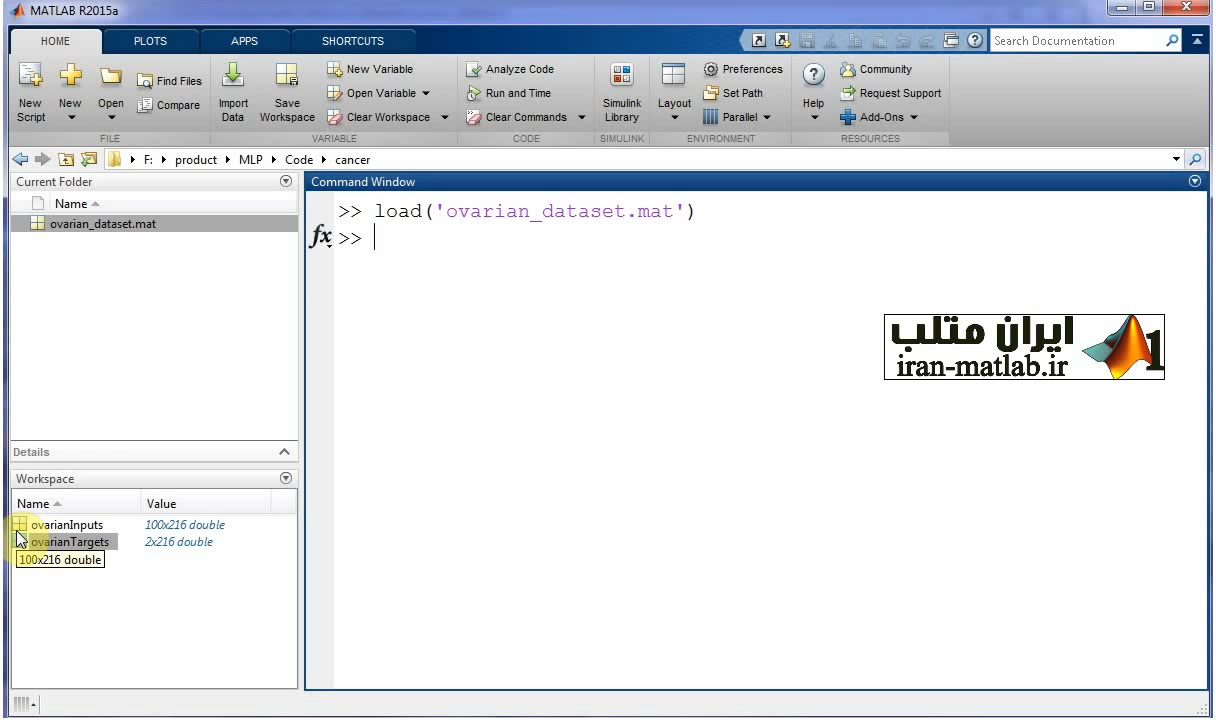 MATLAB R2015a
HOME PLOTS APPS SHORTCUTS
Search Documentation
New Script
New
Open
Find Files
Compare
FILE
Import Data
Save Workspace
New Variable
Open Variable
Clear Workspace
VARIABLE
Analyze Code
Run and Time
Clear Commands
CODE
Simulink Library
SIMULINK
Layout
Preferences
Set Path
Parallel
ENVIRONMENT
Help
Community
Request Support
Add-Ons
RESOURCES
F: product MLP Code cancer
Current Folder
Name
ovarian_dataset.mat
Details
Workspace
Name Value
ovarianInputs 100x216 double
ovarianTargets 2x216 double
100x216 double
Command Window
>> load('ovarian_dataset.mat')
fx >>
ایران متلب
iran-matlab.ir
1